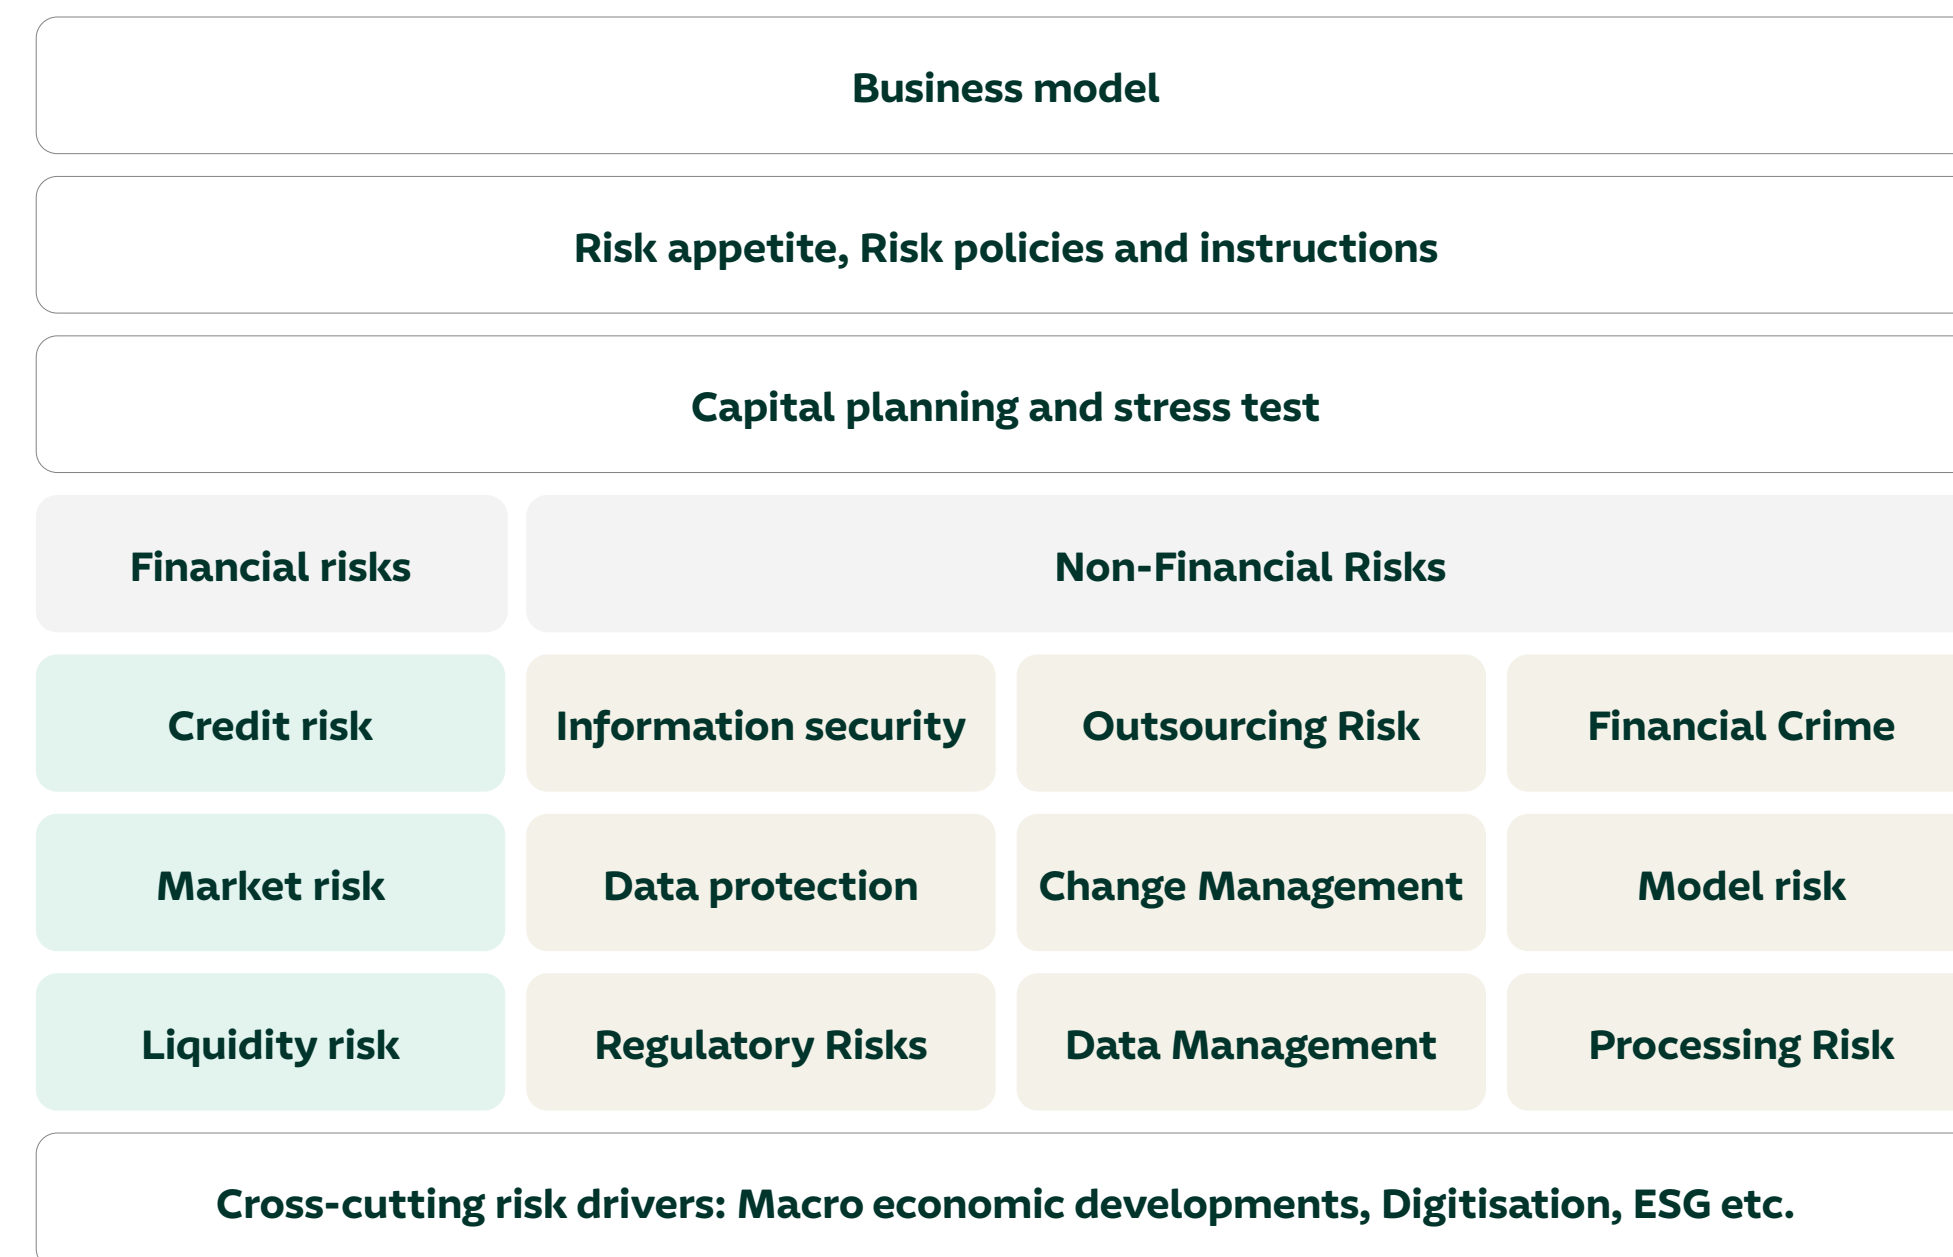 Business model
Risk appetite, Risk policies and instructions
Capital planning and stress test
Financial risks
Non-Financial Risks
Credit risk
Information security
Outsourcing Risk
Financial Crime
Market risk
Data protection
Change Management
Model risk
Liquidity risk
Regulatory Risks
Data Management
Processing Risk
Cross-cutting risk drivers: Macro economic developments, Digitisation, ESG etc.